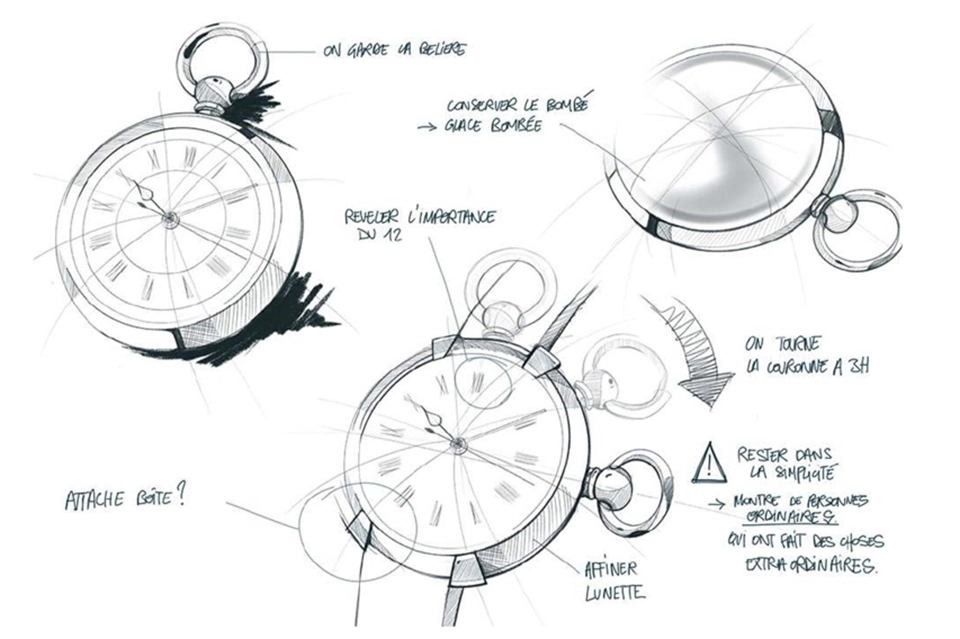 ON GARDE LA BELIERE
CONSERVER LE BOMBÉ
→ GLACE BOMBÉE
REVELER L'IMPORTANCE
DU 12
ON TOURNE
LA COURONNE A 3H
! RESTER DANS
LA SIMPLICITÉ
→ MONTRE DE PERSONNES
ORDINAIRES
QUI ONT FAIT DES CHOSES
EXTRA ORDINAIRES.
ATTACHE BOÎTE ?
AFFINER
LUNETTE